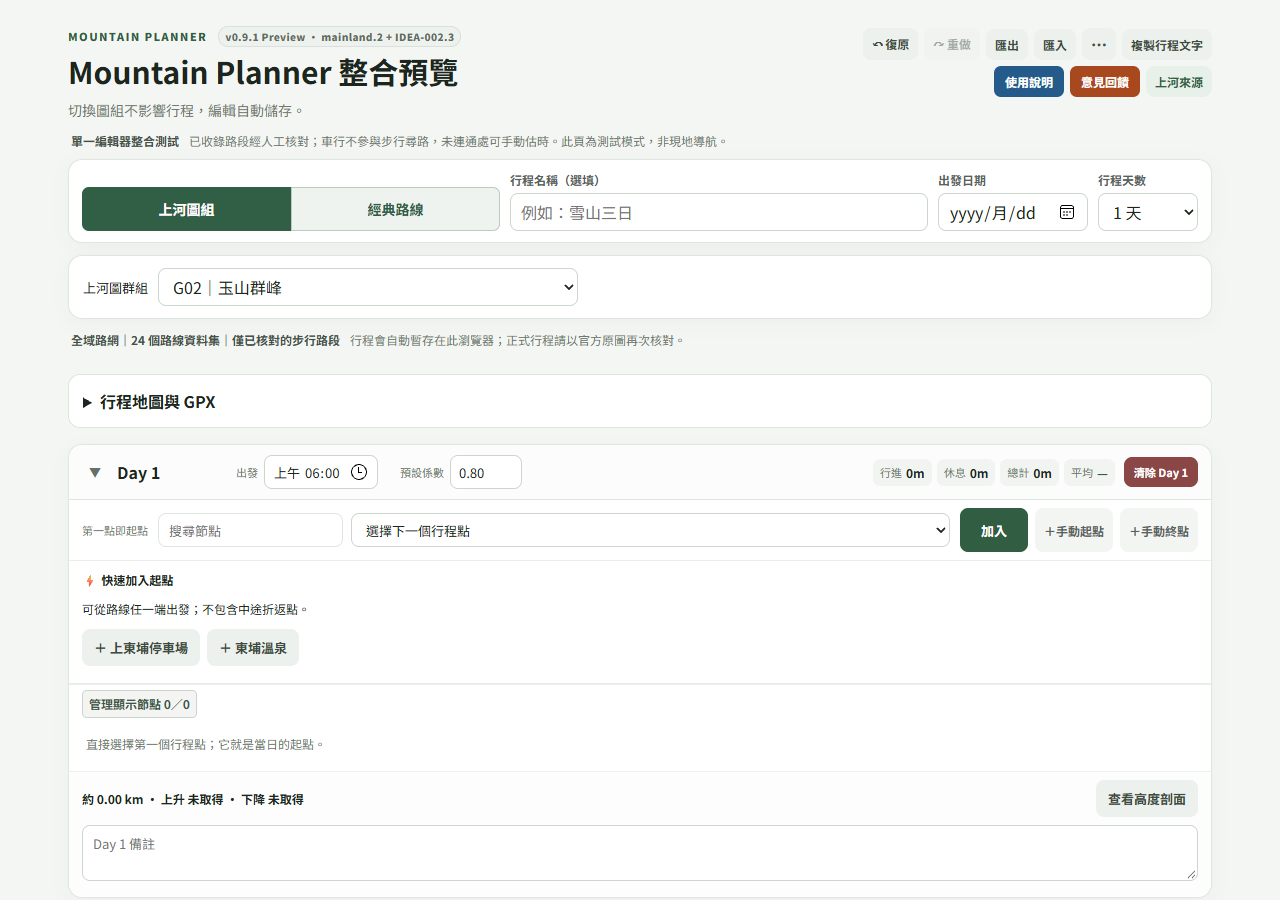 MOUNTAIN PLANNER v0.9.1 Preview • mainland.2 + IDEA-002.3
Mountain Planner 整合預覽
切換圖組不影響行程，編輯自動儲存。
↶復原 ↷重做 匯出 匯入 ••• 複製行程文字
使用說明 意見回饋 上河來源
單一編輯器整合測試 已收錄路段經人工核對；車行不參與步行尋路，未連通處可手動估時。此頁為測試模式，非現地導航。
上河圖組 經典路線
行程名稱（選填） 出發日期 行程天數
例如：雪山三日 yyyy/月/dd 1 天
上河圖群組 G02｜玉山群峰
全域路網｜24 個路線資料集｜僅已核對的步行路段 行程會自動暫存在此瀏覽器；正式行程請以官方原圖再次核對。
▶ 行程地圖與 GPX
▼ Day 1 出發 上午 06:00 預設係數 0.80 行進 0m 休息 0m 總計 0m 平均 — 清除 Day 1
第一點即起點 搜尋節點 選擇下一個行程點 加入 ＋手動起點 ＋手動終點
快速加入起點
可從路線任一端出發；不包含中途折返點。
＋ 上東埔停車場 ＋ 東埔溫泉
管理顯示節點 0／0
直接選擇第一個行程點；它就是當日的起點。
約 0.00 km • 上升 未取得 • 下降 未取得 查看高度剖面
Day 1 備註